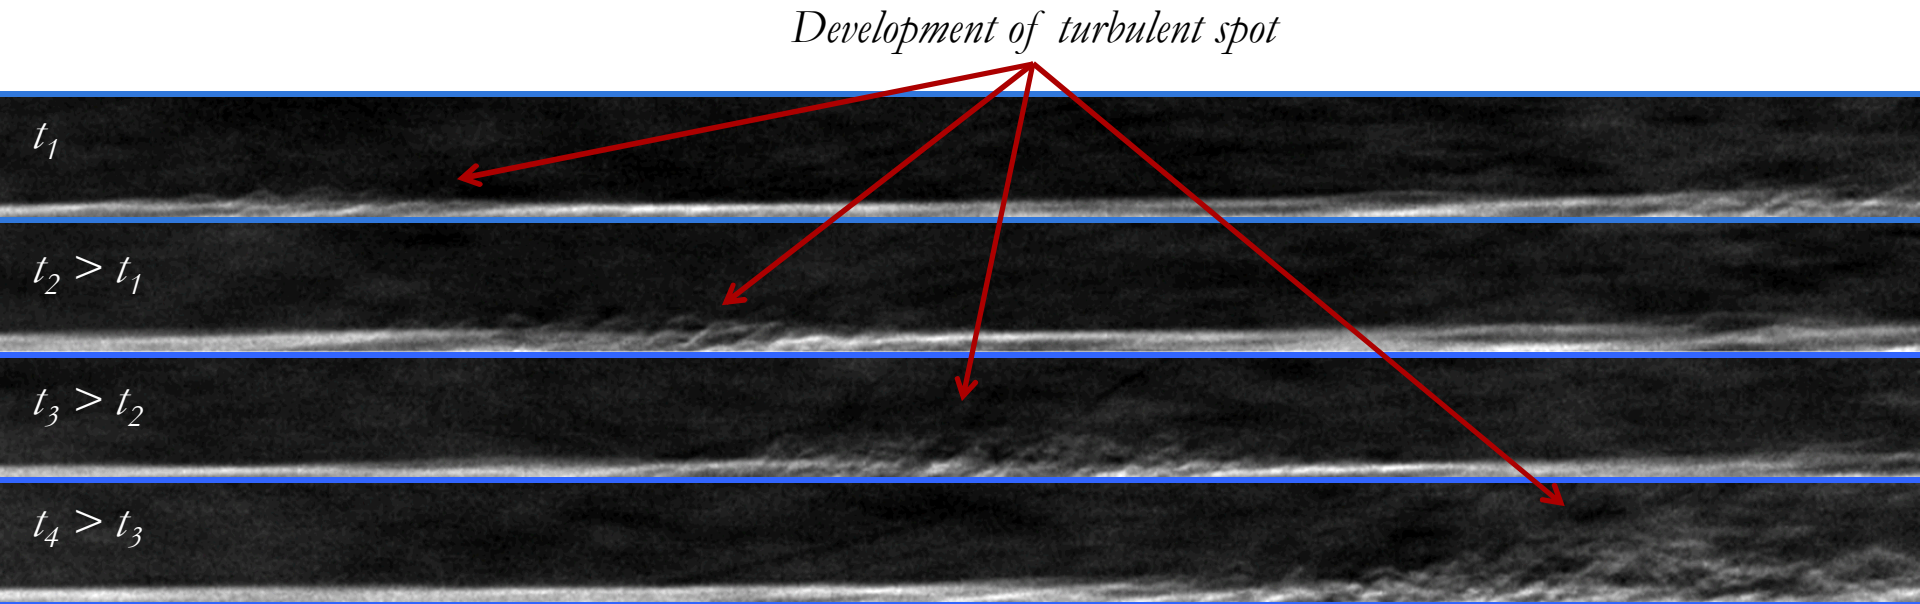 Development of turbulent spot
t1
t2 > t1
t3 > t2
t4 > t3